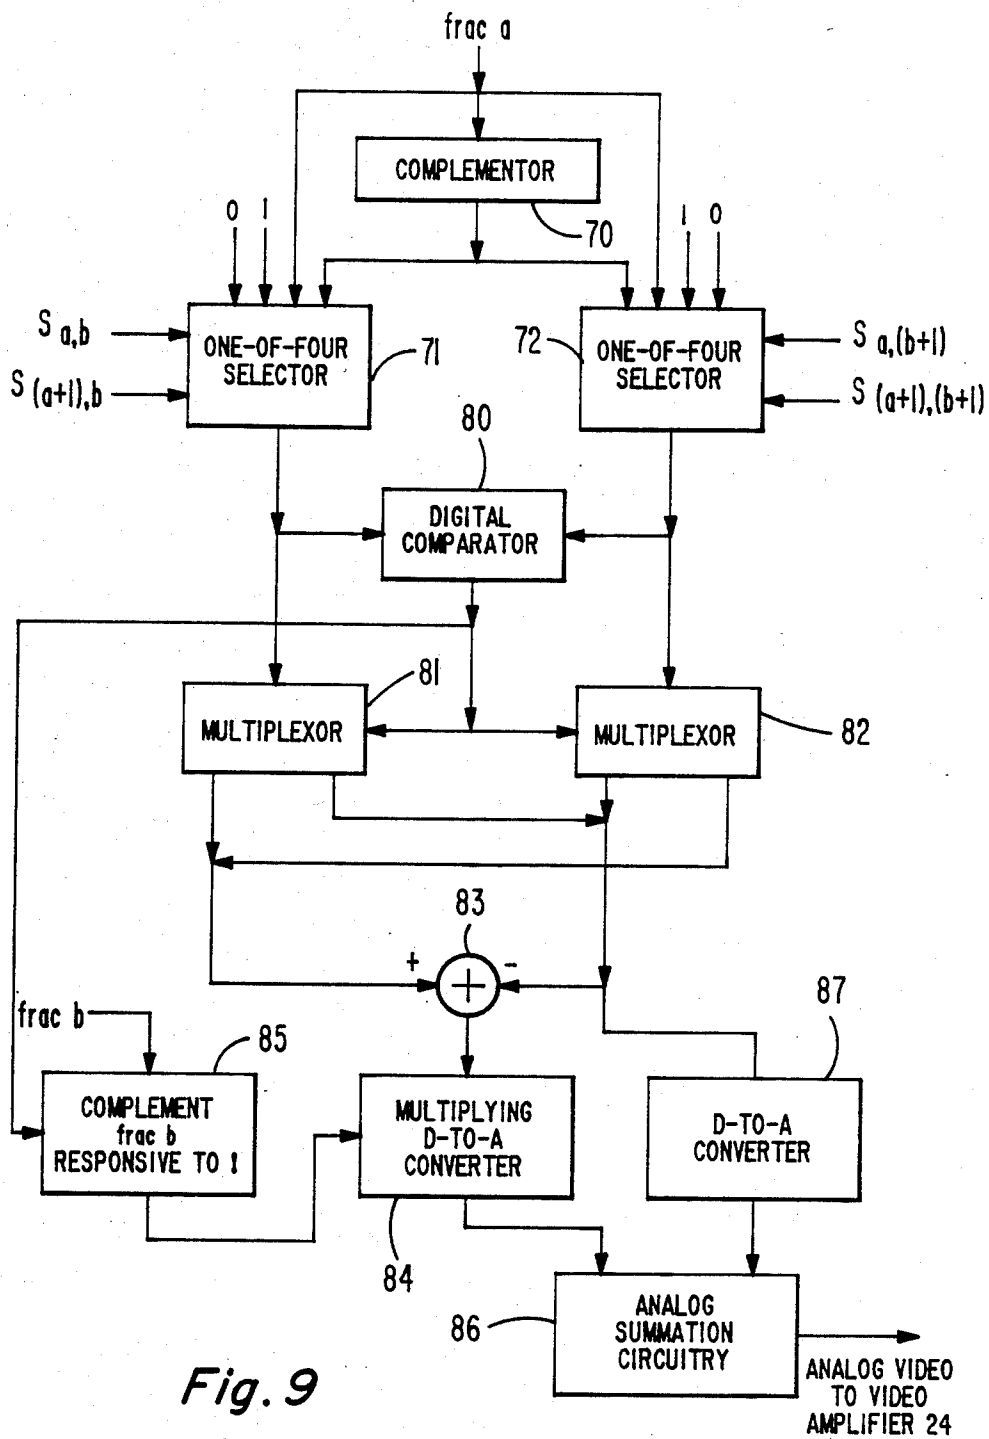 frac a
COMPLEMENTOR
70
0 1
1 0
S a,b
S (a+1),b
ONE-OF-FOUR
SELECTOR
71
72
ONE-OF-FOUR
SELECTOR
S a,(b+1)
S (a+1),(b+1)
80
DIGITAL
COMPARATOR
81
MULTIPLEXOR
MULTIPLEXOR
82
83
+
-
+
87
frac b
85
COMPLEMENT
frac b
RESPONSIVE TO 1
MULTIPLYING
D-TO-A
CONVERTER
D-TO-A
CONVERTER
84
86
ANALOG
SUMMATION
CIRCUITRY
ANALOG VIDEO
TO VIDEO
AMPLIFIER 24
Fig. 9